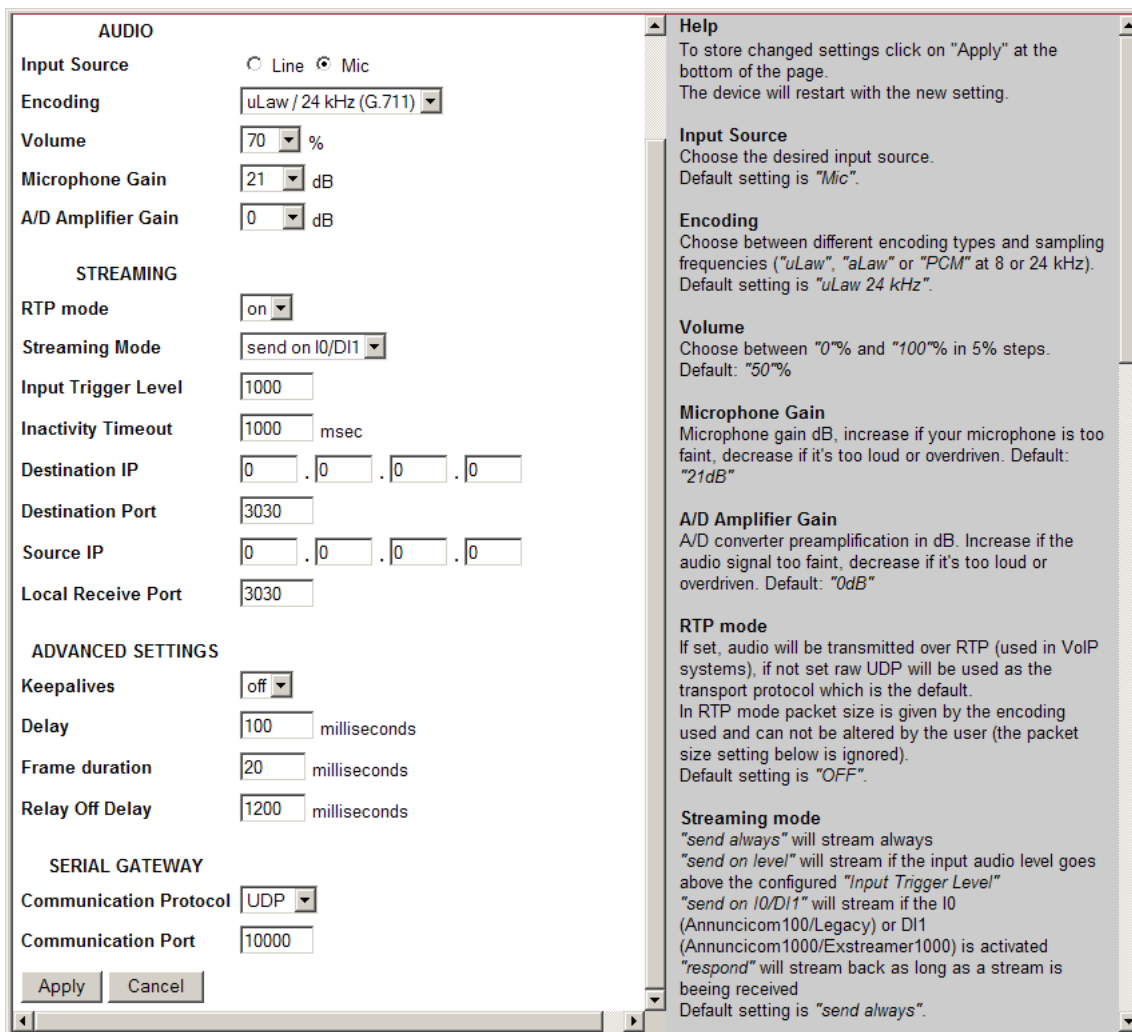 AUDIO
Input Source Line Mic
Encoding uLaw / 24 kHz (G.711)
Volume 70 %
Microphone Gain 21 dB
A/D Amplifier Gain 0 dB
STREAMING
RTP mode on
Streaming Mode send on I0/DI1
Input Trigger Level 1000
Inactivity Timeout 1000 msec
Destination IP 0 . 0 . 0 . 0
Destination Port 3030
Source IP 0 . 0 . 0 . 0
Local Receive Port 3030
ADVANCED SETTINGS
Keepalives off
Delay 100 milliseconds
Frame duration 20 milliseconds
Relay Off Delay 1200 milliseconds
SERIAL GATEWAY
Communication Protocol UDP
Communication Port 10000
Apply Cancel
Help
To store changed settings click on "Apply" at the
bottom of the page.
The device will restart with the new setting.
Input Source
Choose the desired input source.
Default setting is "Mic".
Encoding
Choose between different encoding types and sampling
frequencies ("uLaw", "aLaw" or "PCM" at 8 or 24 kHz).
Default setting is "uLaw 24 kHz".
Volume
Choose between "0"% and "100"% in 5% steps.
Default: "50"%
Microphone Gain
Microphone gain dB, increase if your microphone is too
faint, decrease if it's too loud or overdriven. Default:
"21dB"
A/D Amplifier Gain
A/D converter preamplification in dB. Increase if the
audio signal too faint, decrease if it's too loud or
overdriven. Default: "0dB"
RTP mode
If set, audio will be transmitted over RTP (used in VoIP
systems), if not set raw UDP will be used as the
transport protocol which is the default.
In RTP mode packet size is given by the encoding
used and can not be altered by the user (the packet
size setting below is ignored).
Default setting is "OFF".
Streaming mode
"send always" will stream always
"send on level" will stream if the input audio level goes
above the configured "Input Trigger Level"
"send on I0/DI1" will stream if the I0
(Annuncicom100/Legacy) or DI1
(Annuncicom1000/Exstreamer1000) is activated
"respond" will stream back as long as a stream is
beeing received
Default setting is "send always".